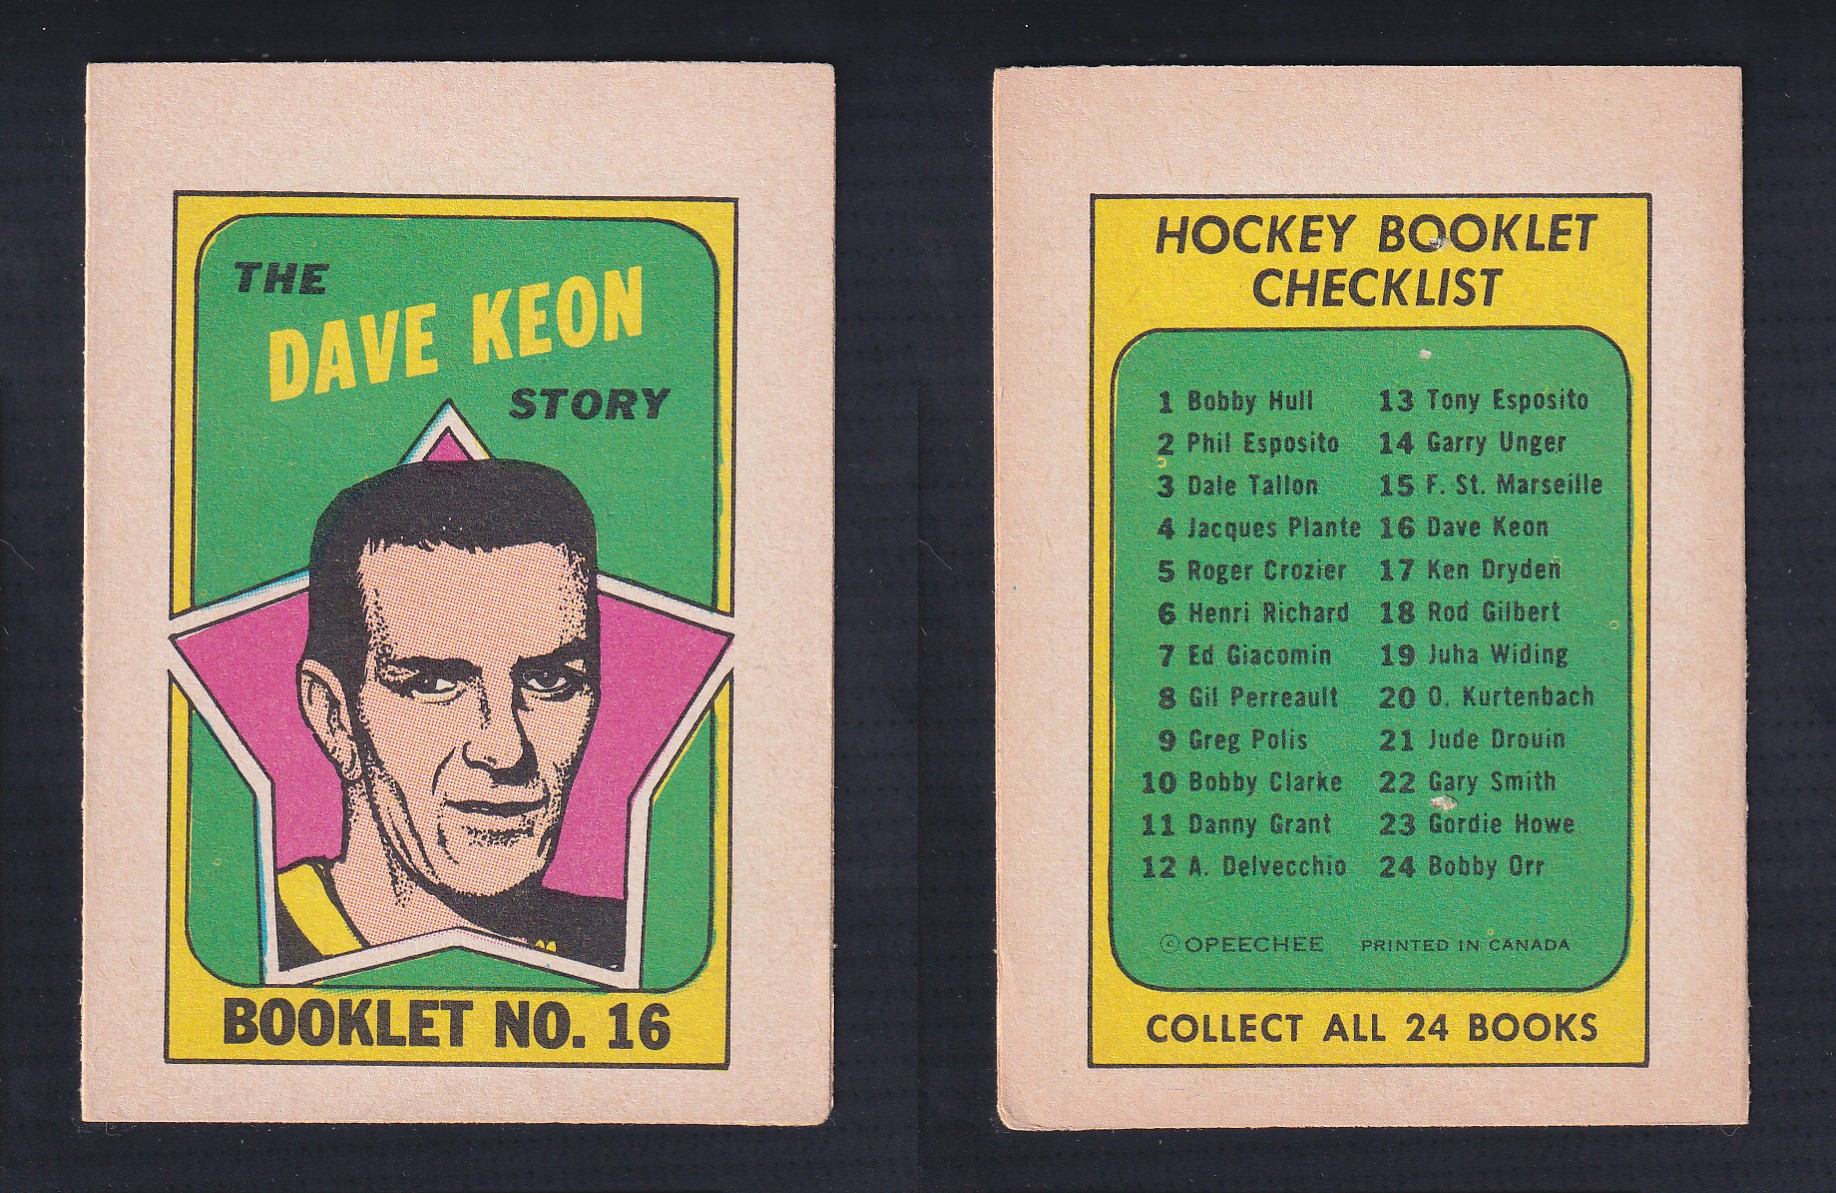 THE
DAVE KEON
STORY
BOOKLET NO. 16
HOCKEY BOOKLET
CHECKLIST
1 Bobby Hull
2 Phil Esposito
3 Dale Tallon
4 Jacques Plante
5 Roger Crozier
6 Henri Richard
7 Ed Giacomin
8 Gil Perreault
9 Greg Polis
10 Bobby Clarke
11 Danny Grant
12 A. Delvecchio
13 Tony Esposito
14 Garry Unger
15 F. St. Marseille
16 Dave Keon
17 Ken Dryden
18 Rod Gilbert
19 Juha Widing
20 O. Kurtenbach
21 Jude Drouin
22 Gary Smith
23 Gordie Howe
24 Bobby Orr
©OPEECHEE PRINTED IN CANADA
COLLECT ALL 24 BOOKS